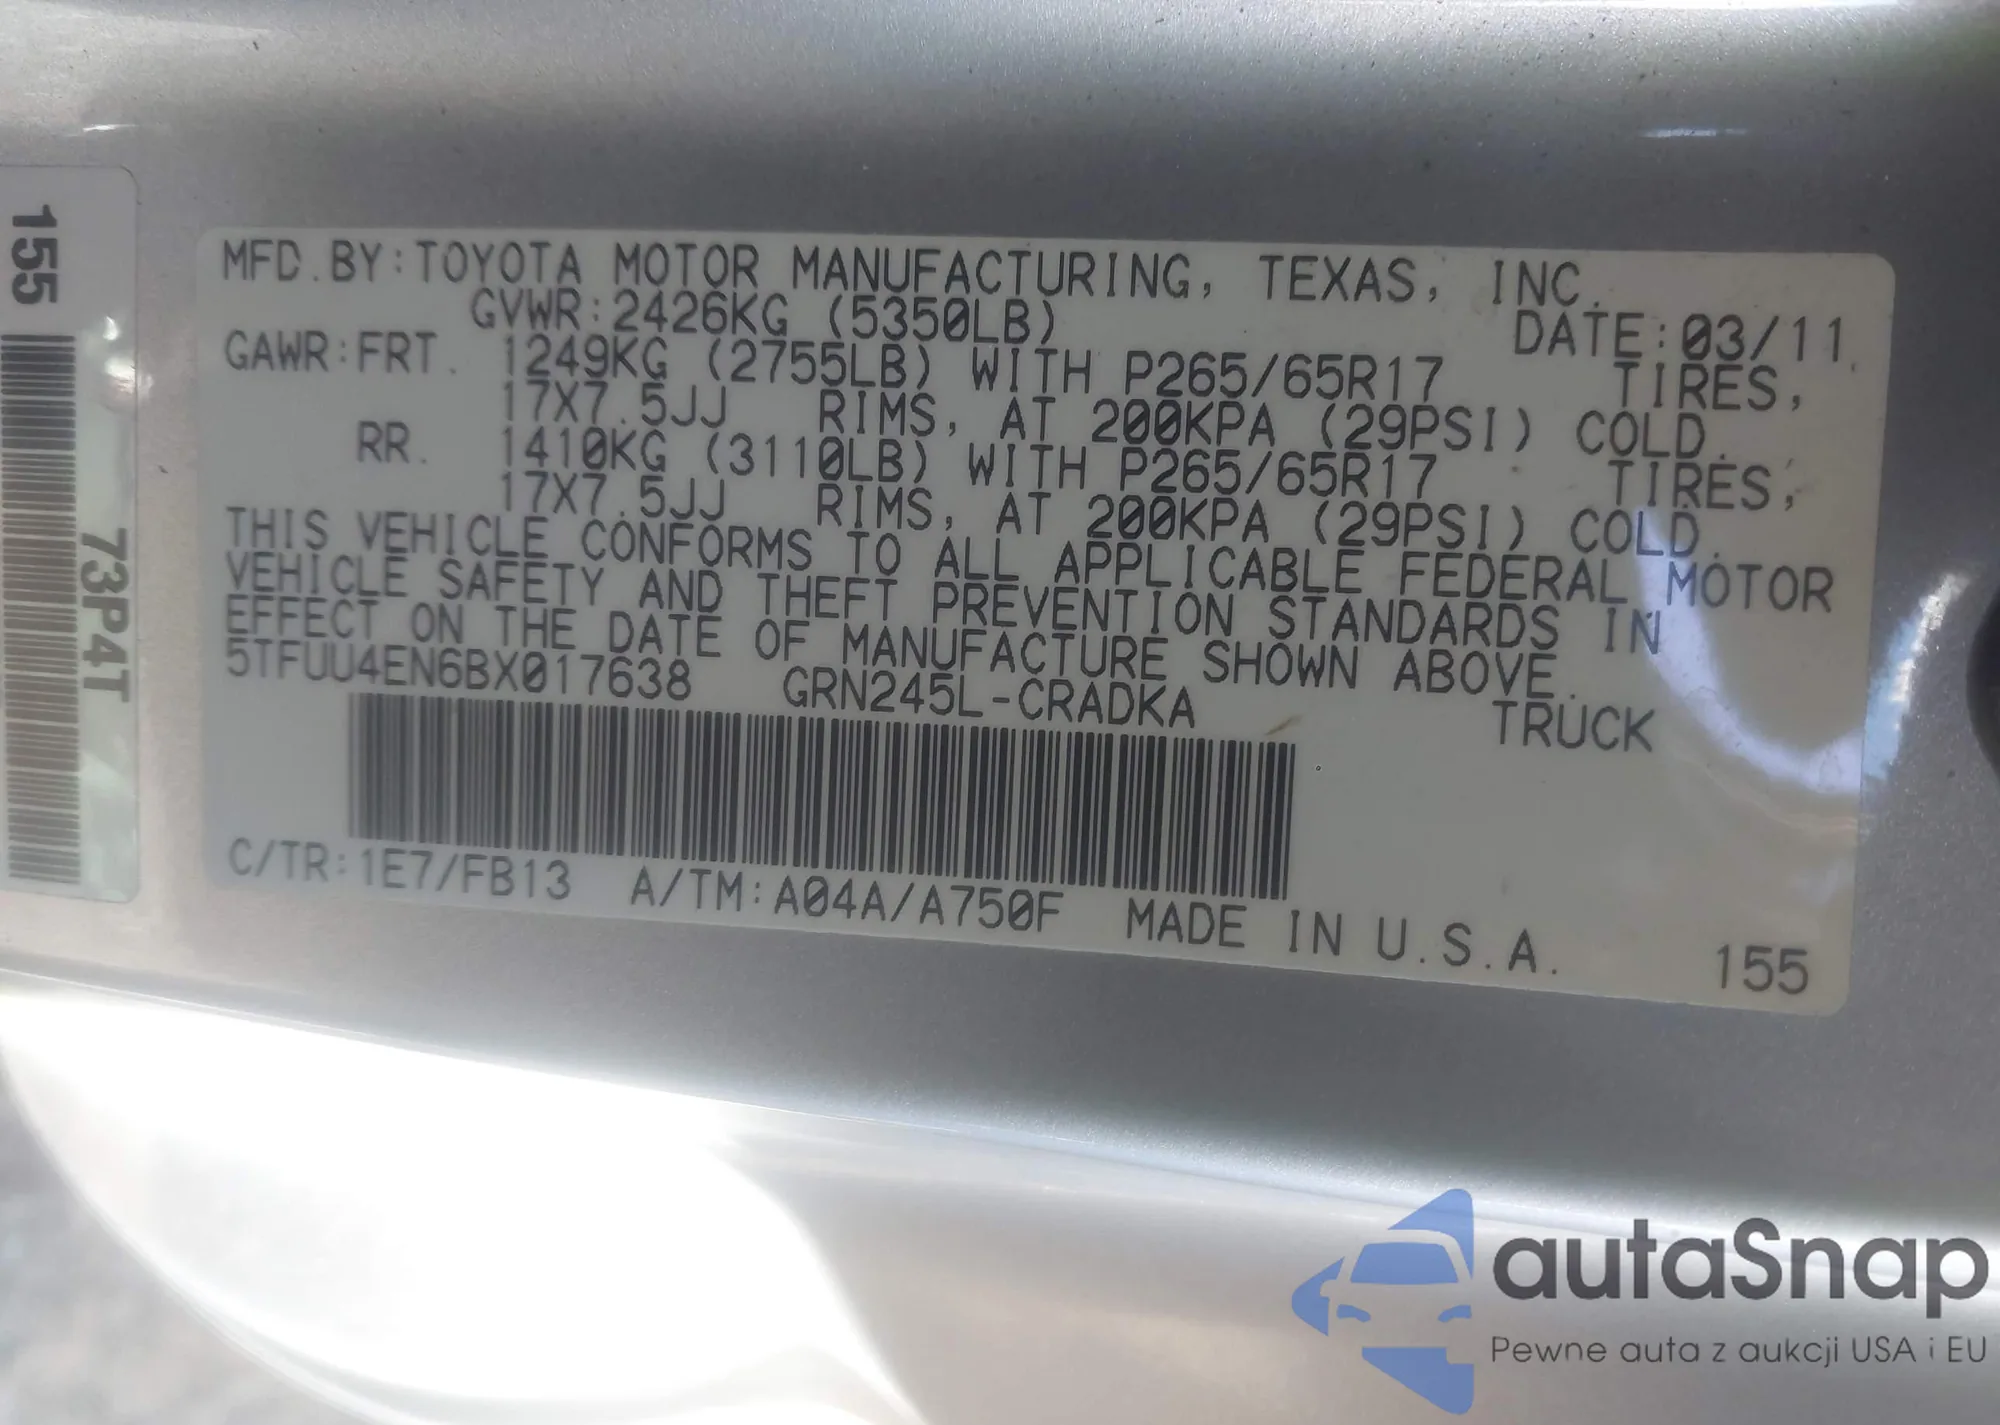 MFD.BY:TOYOTA MOTOR MANUFACTURING, TEXAS, INC.
GVWR:2426KG (5350LB) DATE:03/11
GAWR:FRT. 1249KG (2755LB) WITH P265/65R17 TIRES,
17X7.5JJ RIMS, AT 200KPA (29PSI) COLD.
RR. 1410KG (3110LB) WITH P265/65R17 TIRES,
17X7.5JJ RIMS, AT 200KPA (29PSI) COLD.
THIS VEHICLE CONFORMS TO ALL APPLICABLE FEDERAL MOTOR
VEHICLE SAFETY AND THEFT PREVENTION STANDARDS IN
EFFECT ON THE DATE OF MANUFACTURE SHOWN ABOVE.
5TFUU4EN6BX017638 GRN245L-CRADKA TRUCK
C/TR:1E7/FB13 A/TM:A04A/A750F MADE IN U.S.A. 155
155
73P4T
autaSnap
Pewne auta z aukcji USA i EU